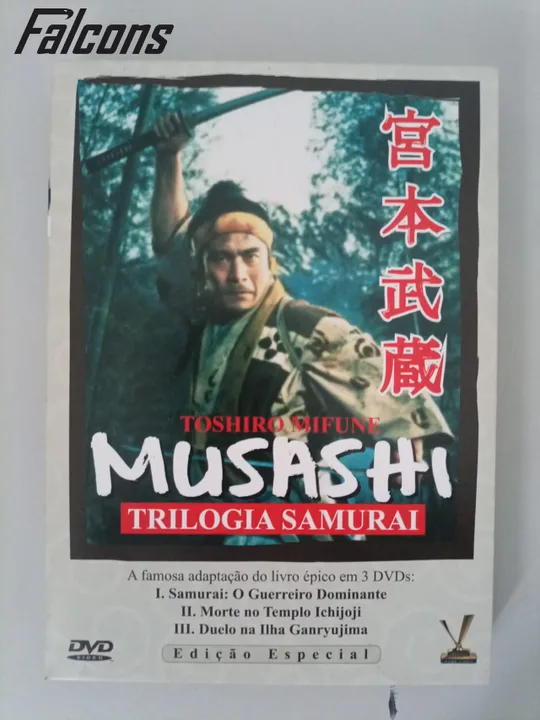 Falcons
宮本武蔵
TOSHIRO MIFUNE
MUSASHI
TRILOGIA SAMURAI
A famosa adaptação do livro épico em 3 DVDs:
I. Samurai: O Guerreiro Dominante
II. Morte no Templo Ichijoji
III. Duelo na Ilha Ganryujima
DVD
VIDEO
Edição Especial